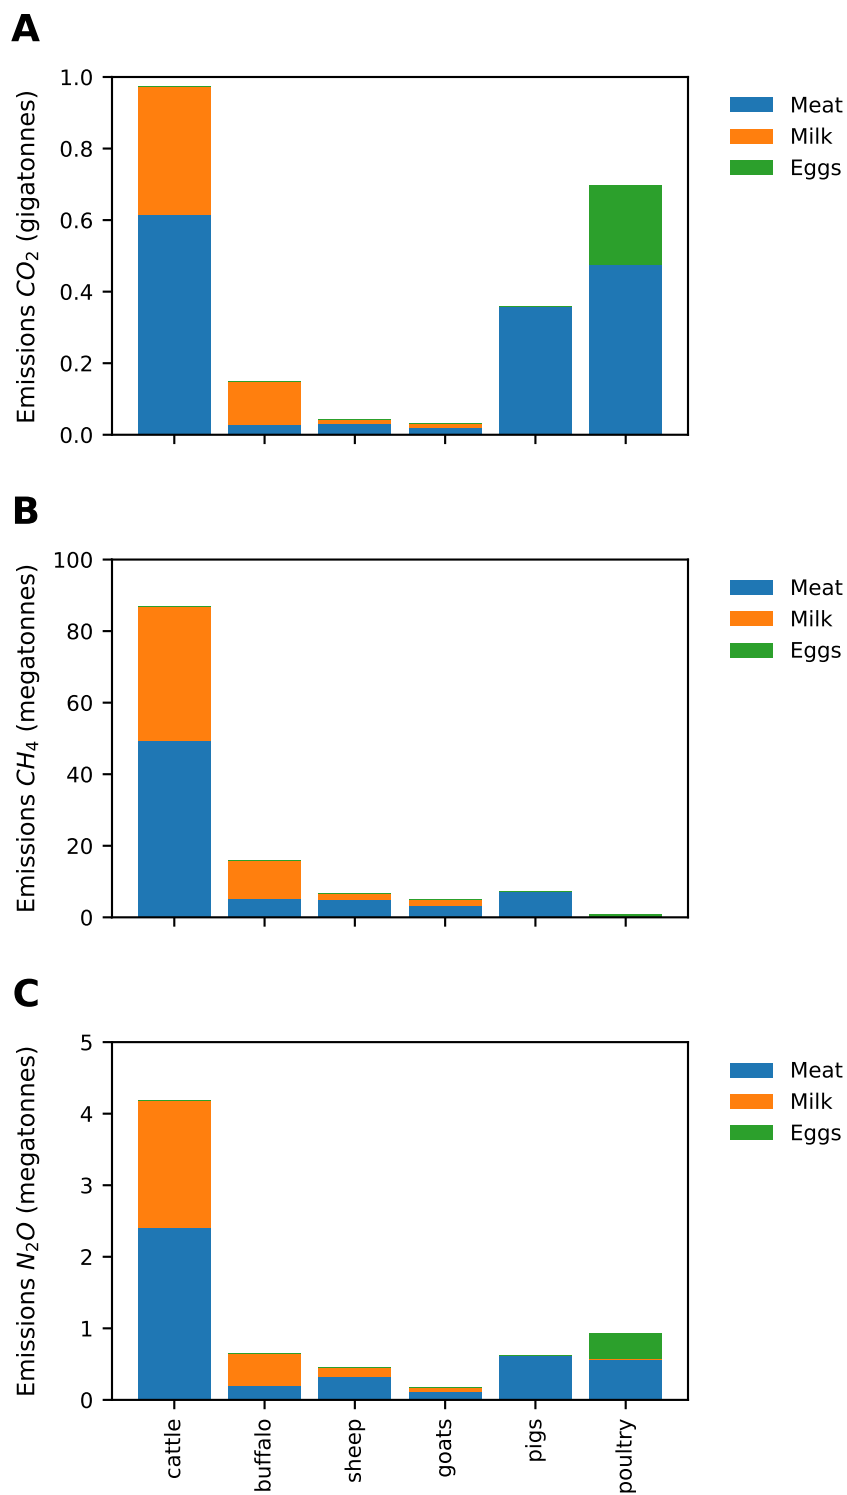 A
Emissions CO2 (gigatonnes)
1.0
0.8
0.6
0.4
0.2
0.0
Meat
Milk
Eggs
B
Emissions CH4 (megatonnes)
100
80
60
40
20
0
Meat
Milk
Eggs
C
Emissions N2O (megatonnes)
5
4
3
2
1
0
Meat
Milk
Eggs
cattle
buffalo
sheep
goats
pigs
poultry